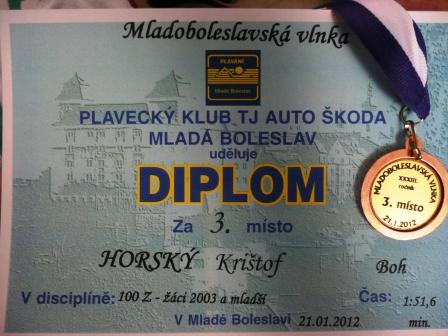 Mladoboleslavská vlnka
PLAVÁNÍ
Mladá Boleslav
PLAVECKÝ KLUB TJ AUTO ŠKODA
MLADÁ BOLESLAV
uděluje
DIPLOM
Za 3. místo
HORSKÝ Krištof Boh
V disciplíně: 100 Z - žáci 2003 a mladší Čas: 1:51,6
min.
V Mladé Boleslavi 21.01.2012
MLADOBOLESLAVSKÁ VLNKA
XXXIII.
ročník
3. místo
21.1.2012